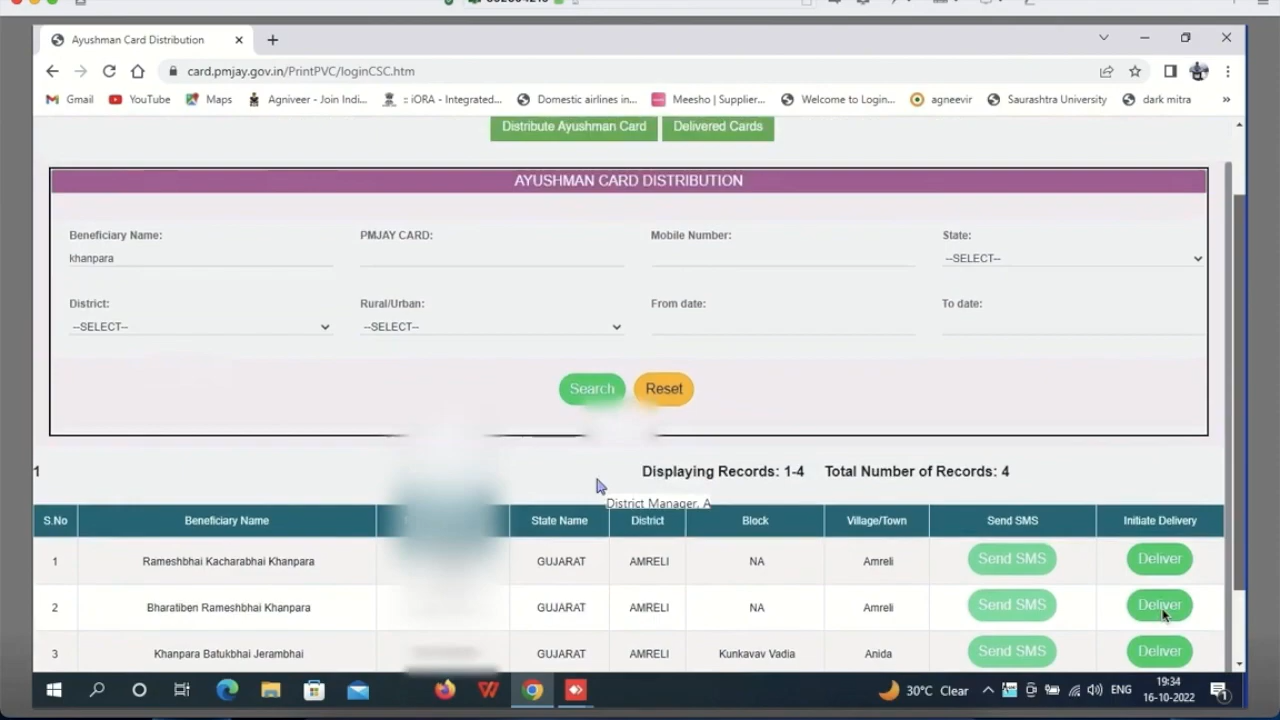 Ayushman Card Distribution
card.pmjay.gov.in/PrintPVC/loginCSC.htm
Gmail YouTube Maps Agniveer - Join Indi... :: iORA - Integrated... Domestic airlines in... Meesho | Supplier... Welcome to Login... agneevir Saurashtra University dark mitra »
Distribute Ayushman Card Delivered Cards
AYUSHMAN CARD DISTRIBUTION
Beneficiary Name: PMJAY CARD: Mobile Number: State:
khanpara --SELECT--
District: Rural/Urban: From date: To date:
--SELECT-- --SELECT--
Search Reset
1 Displaying Records: 1-4 Total Number of Records: 4
District Manager, A
S.No Beneficiary Name State Name District Block Village/Town Send SMS Initiate Delivery
1 Rameshbhai Kacharabhai Khanpara GUJARAT AMRELI NA Amreli Send SMS Deliver
2 Bharatiben Rameshbhai Khanpara GUJARAT AMRELI NA Amreli Send SMS Deliver
3 Khanpara Batukbhai Jerambhai GUJARAT AMRELI Kunkavav Vadia Anida Send SMS Deliver
30°C Clear ENG 19:34
16-10-2022 1